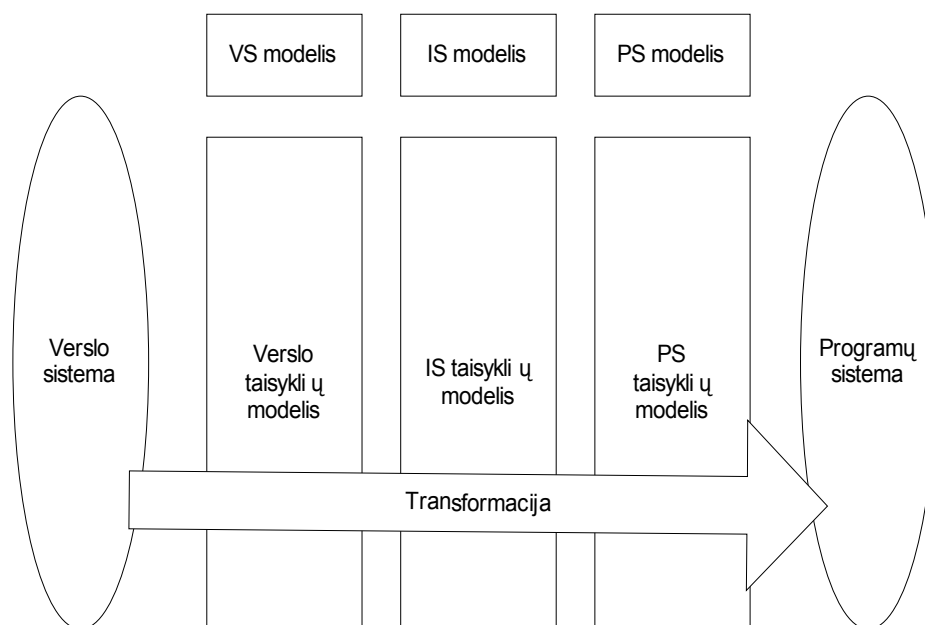 VS modelis
IS modelis
PS modelis
Verslo
sistema
Verslo
taisykli ų
modelis
IS taisykli ų
modelis
PS
taisykli ų
modelis
Programų
sistema
Transformacija